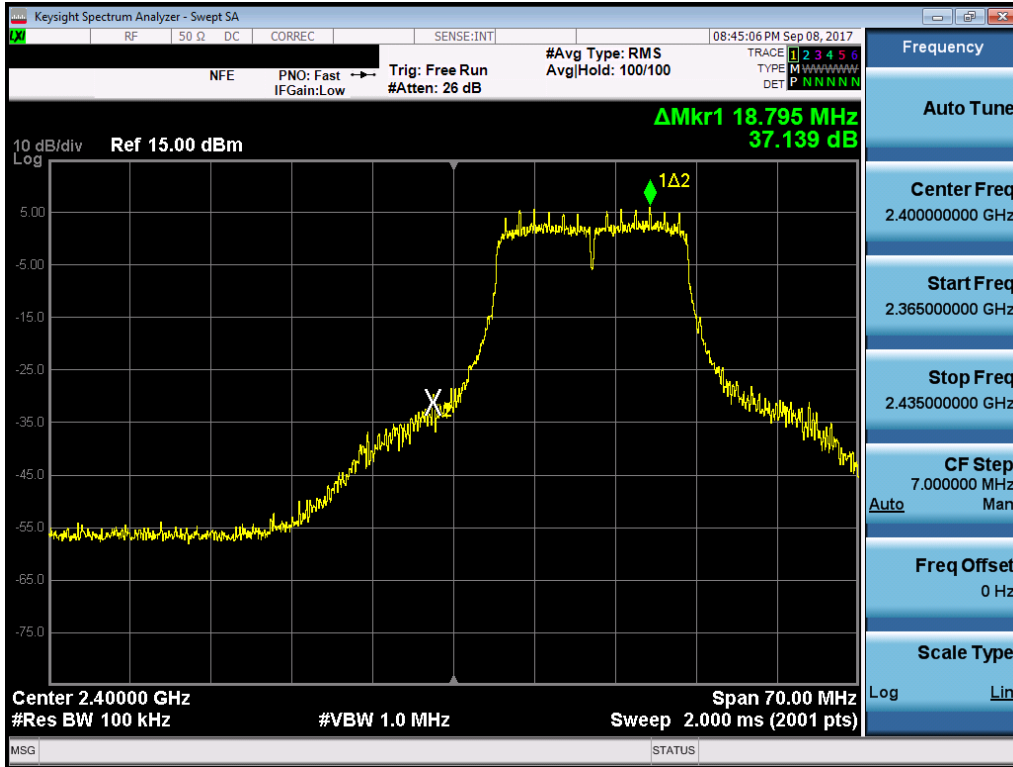 LXI Keysight Spectrum Analyzer - Swept SA
RF 50 Ω DC CORREC SENSE:INT 08:45:06 PM Sep 08, 2017
NFE PNO: Fast Trig: Free Run #Avg Type: RMS TRACE 1 2 3 4 5 6
IFGain:Low #Atten: 26 dB Avg|Hold: 100/100 TYPE M WWWWW
DET P N N N N N
ΔMkr1 18.795 MHz
37.139 dB
10 dB/div Ref 15.00 dBm
Log
1Δ2
5.00
-5.00
-15.0
-25.0
-35.0
-45.0
-55.0
-65.0
-75.0
Center 2.40000 GHz Span 70.00 MHz
#Res BW 100 kHz #VBW 1.0 MHz Sweep 2.000 ms (2001 pts)
MSG STATUS
Frequency
Auto Tune
Center Freq
2.400000000 GHz
Start Freq
2.365000000 GHz
Stop Freq
2.435000000 GHz
CF Step
7.000000 MHz
Auto Man
Freq Offset
0 Hz
Scale Type
Log Lin